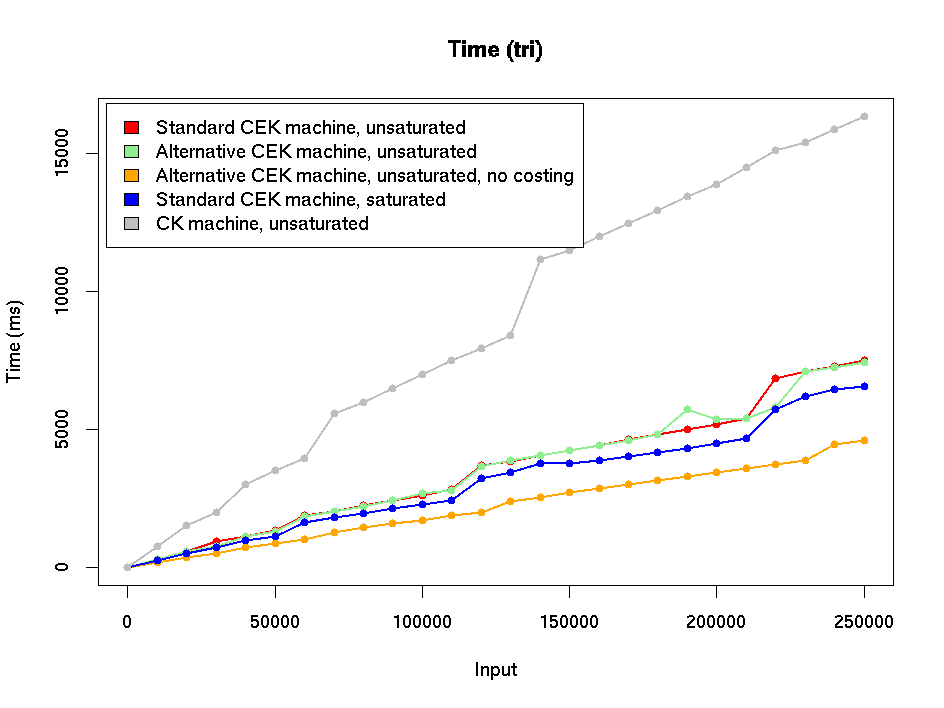 Time (tri)
Standard CEK machine, unsaturated
Alternative CEK machine, unsaturated
Alternative CEK machine, unsaturated, no costing
Standard CEK machine, saturated
CK machine, unsaturated
15000
10000
5000
0
Time (ms)
0 50000 100000 150000 200000 250000
Input